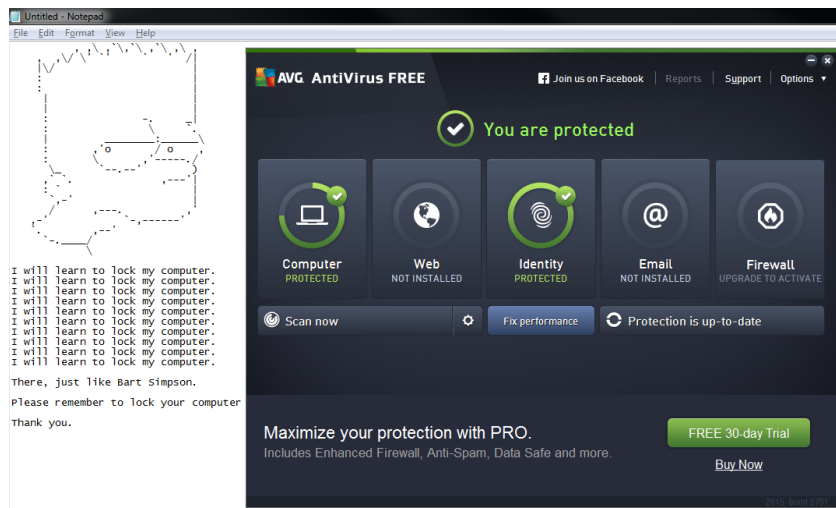 Untitled - Notepad
File Edit Format View Help
I will learn to lock my computer.
I will learn to lock my computer.
I will learn to lock my computer.
I will learn to lock my computer.
I will learn to lock my computer.
I will learn to lock my computer.
I will learn to lock my computer.
I will learn to lock my computer.
I will learn to lock my computer.
I will learn to lock my computer.
There, just like Bart Simpson.
Please remember to lock your computer
Thank you.
AVG AntiVirus FREE
Join us on Facebook | Reports | Support | Options
You are protected
Computer
PROTECTED
Web
NOT INSTALLED
Identity
PROTECTED
Email
NOT INSTALLED
Firewall
UPGRADE TO ACTIVATE
Scan now
Fix performance
Protection is up-to-date
Maximize your protection with PRO.
Includes Enhanced Firewall, Anti-Spam, Data Safe and more.
FREE 30-day Trial
Buy Now
2015 build 5751